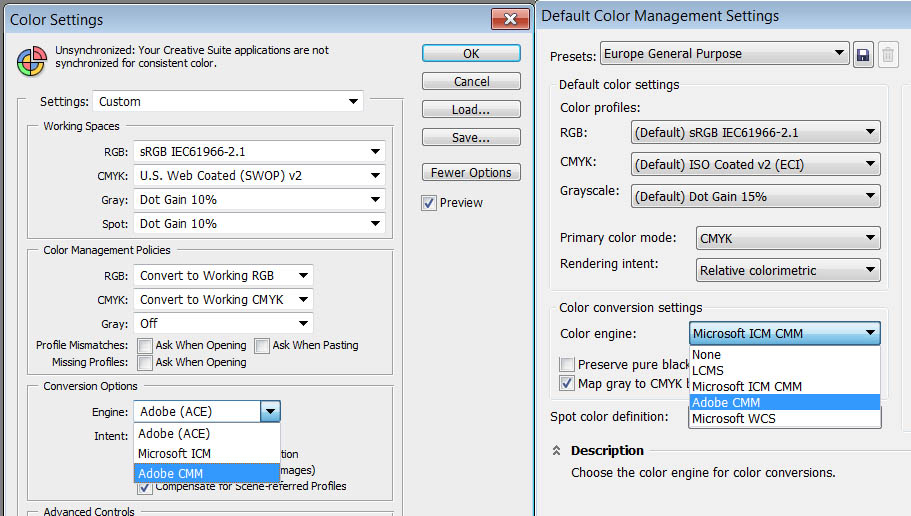 Color Settings
Unsynchronized: Your Creative Suite applications are not
synchronized for consistent color.
Settings: Custom
Working Spaces
RGB: sRGB IEC61966-2.1
CMYK: U.S. Web Coated (SWOP) v2
Gray: Dot Gain 10%
Spot: Dot Gain 10%
Color Management Policies
RGB: Convert to Working RGB
CMYK: Convert to Working CMYK
Gray: Off
Profile Mismatches: Ask When Opening Ask When Pasting
Missing Profiles: Ask When Opening
Conversion Options
Engine: Adobe (ACE)
Adobe (ACE)
Intent:
Microsoft ICM
Adobe CMM
Compensate for Scene-referred Profiles
Advanced Controls
OK
Cancel
Load...
Save...
Fewer Options
Preview
Default Color Management Settings
Presets: Europe General Purpose
Default color settings
Color profiles:
RGB: (Default) sRGB IEC61966-2.1
CMYK: (Default) ISO Coated v2 (ECI)
Grayscale: (Default) Dot Gain 15%
Primary color mode: CMYK
Rendering intent: Relative colorimetric
Color conversion settings
Color engine: Microsoft ICM CMM
None
Preserve pure black
LCMS
Map gray to CMYK
Microsoft ICM CMM
Adobe CMM
Spot color definition:
Microsoft WCS
Description
Choose the color engine for color conversions.